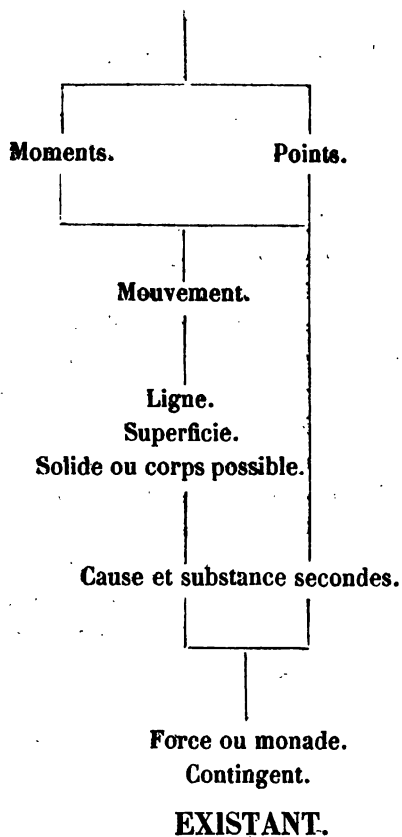 Moments. Points.
Mouvement.
Ligne.
Superficie.
Solide ou corps possible.
Cause et substance secondes.
Force ou monade.
Contingent.
EXISTANT.